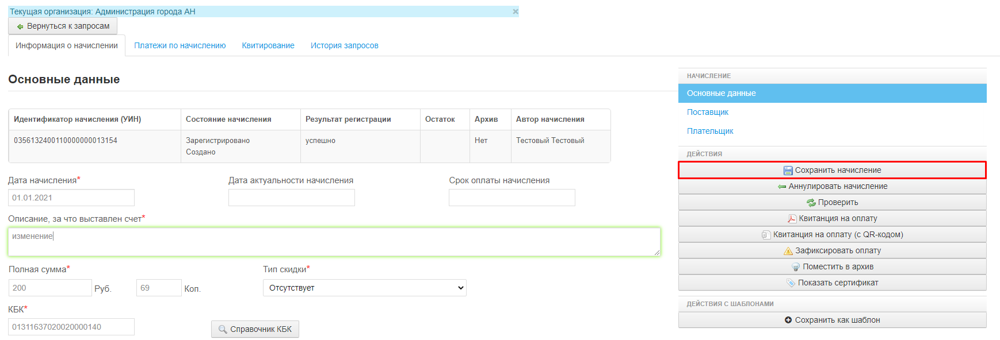 Текущая организация: Администрация города АН
Вернуться к запросам
Информация о начислении Платежи по начислению Квитирование История запросов
Основные данные
Идентификатор начисления (УИН) Состояние начисления Результат регистрации Остаток Архив Автор начисления
0356132400110000000013154 Зарегистрировано успешно Нет Тестовый Тестовый
Создано
Дата начисления* Дата актуальности начисления Срок оплаты начисления
01.01.2021
Описание, за что выставлен счет*
изменение
Полная сумма* Тип скидки*
200 Руб. 69 Коп. Отсутствует
КБК*
01311637020020000140 Справочник КБК
НАЧИСЛЕНИЕ
Основные данные
Поставщик
Плательщик
ДЕЙСТВИЯ
Сохранить начисление
Аннулировать начисление
Проверить
Квитанция на оплату
Квитанция на оплату (с QR-кодом)
Зафиксировать оплату
Поместить в архив
Показать сертификат
ДЕЙСТВИЯ С ШАБЛОНАМИ
Сохранить как шаблон